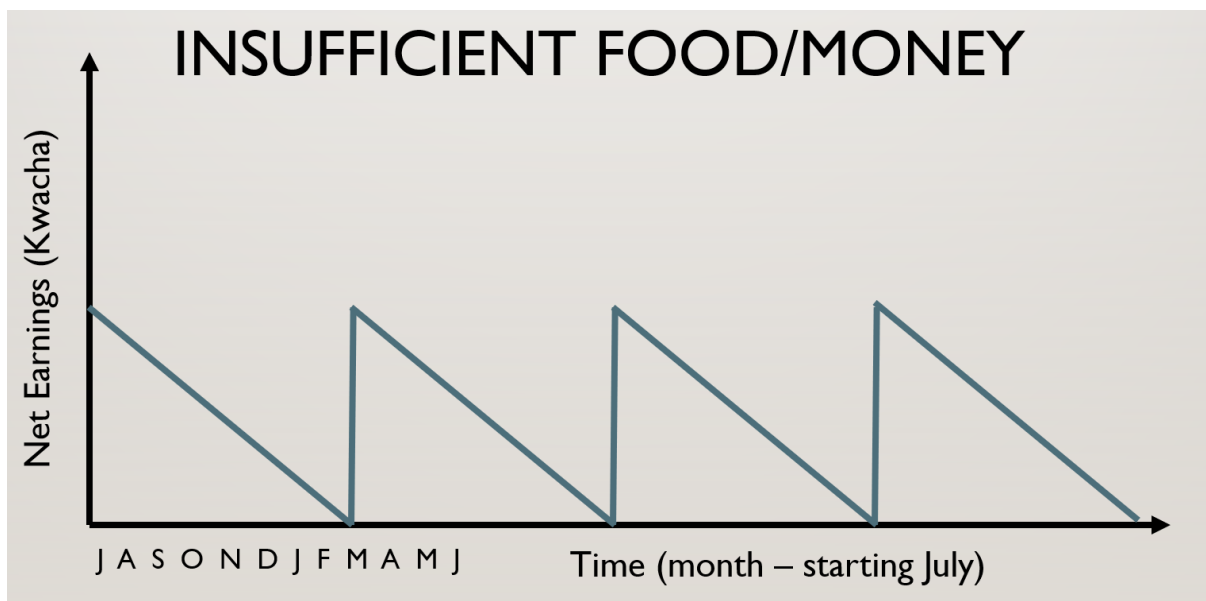 INSUFFICIENT FOOD/MONEY
Net Earnings (Kwacha)
J A S O N D J F M A M J
Time (month – starting July)